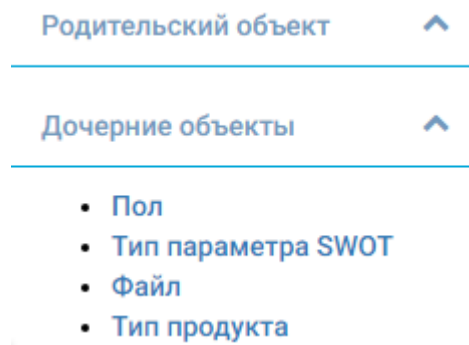 Родительский объект
Дочерние объекты
Пол
Тип параметра SWOT
Файл
Тип продукта